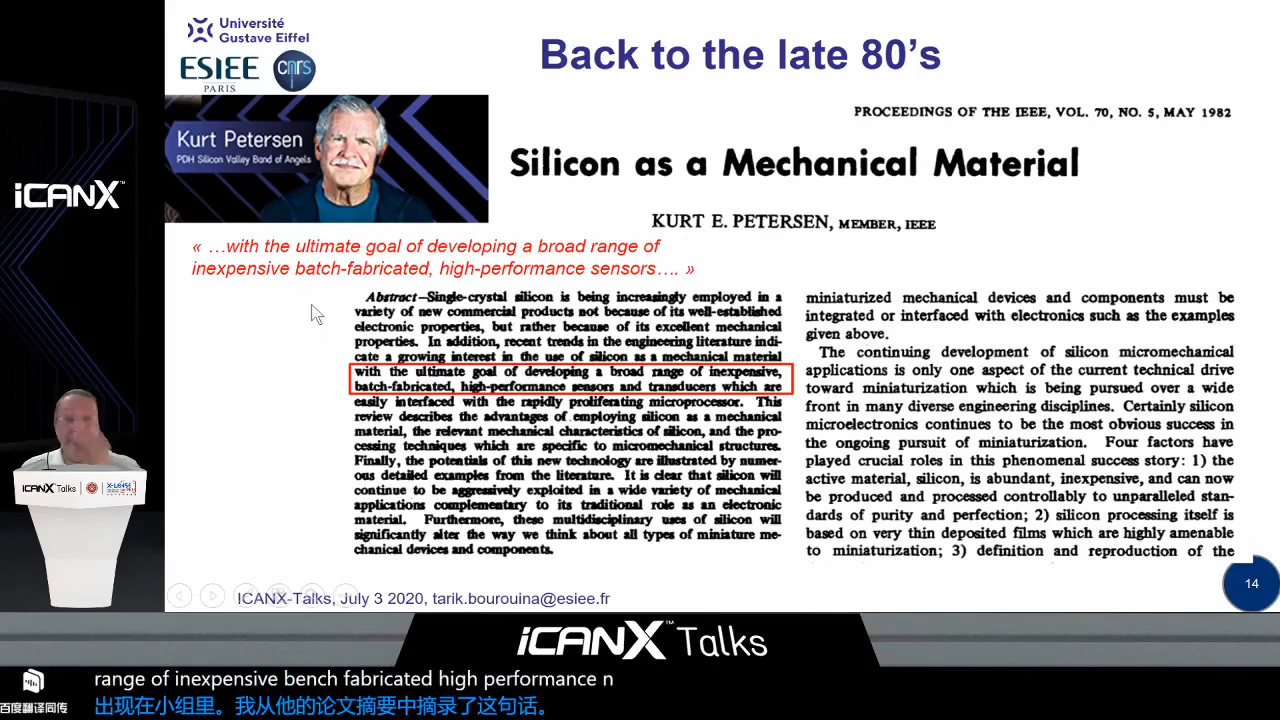 Université
Gustave Eiffel
ESIEE
PARIS
cnrs
Back to the late 80's
Kurt Petersen
PDH Silicon Valley Band of Angels
PROCEEDINGS OF THE IEEE, VOL. 70, NO. 5, MAY 1982
Silicon as a Mechanical Material
KURT E. PETERSEN, MEMBER, IEEE
« …with the ultimate goal of developing a broad range of
inexpensive batch-fabricated, high-performance sensors…. »
Abstract—Single-crystal silicon is being increasingly employed in a
variety of new commercial products not because of its well-established
electronic properties, but rather because of its excellent mechanical
properties. In addition, recent trends in the engineering literature indi-
cate a growing interest in the use of silicon as a mechanical material
with the ultimate goal of developing a broad range of inexpensive,
batch-fabricated, high-performance sensors and transducers which are
easily interfaced with the rapidly proliferating microprocessor. This
review describes the advantages of employing silicon as a mechanical
material, the relevant mechanical characteristics of silicon, and the pro-
cessing techniques which are specific to micromechanical structures.
Finally, the potentials of this new technology are illustrated by numer-
ous detailed examples from the literature. It is clear that silicon will
continue to be aggressively exploited in a wide variety of mechanical
applications complementary to its traditional role as an electronic
material. Furthermore, these multidisciplinary uses of silicon will
significantly alter the way we think about all types of miniature me-
chanical devices and components.
miniaturized mechanical devices and components must be
integrated or interfaced with electronics such as the examples
given above.
The continuing development of silicon micromechanical
applications is only one aspect of the current technical drive
toward miniaturization which is being pursued over a wide
front in many diverse engineering disciplines. Certainly silicon
microelectronics continues to be the most obvious success in
the ongoing pursuit of miniaturization. Four factors have
played crucial roles in this phenomenal success story: 1) the
active material, silicon, is abundant, inexpensive, and can now
be produced and processed controllably to unparalleled stan-
dards of purity and perfection; 2) silicon processing itself is
based on very thin deposited films which are highly amenable
to miniaturization; 3) definition and reproduction of the
14
ICANX-Talks, July 3 2020, tarik.bourouina@esiee.fr
iCANX™
iCANX Talks
iCANX™ Talks
range of inexpensive bench fabricated high performance n
百度翻译同传
出现在小组里。我从他的论文摘要中摘录了这句话。